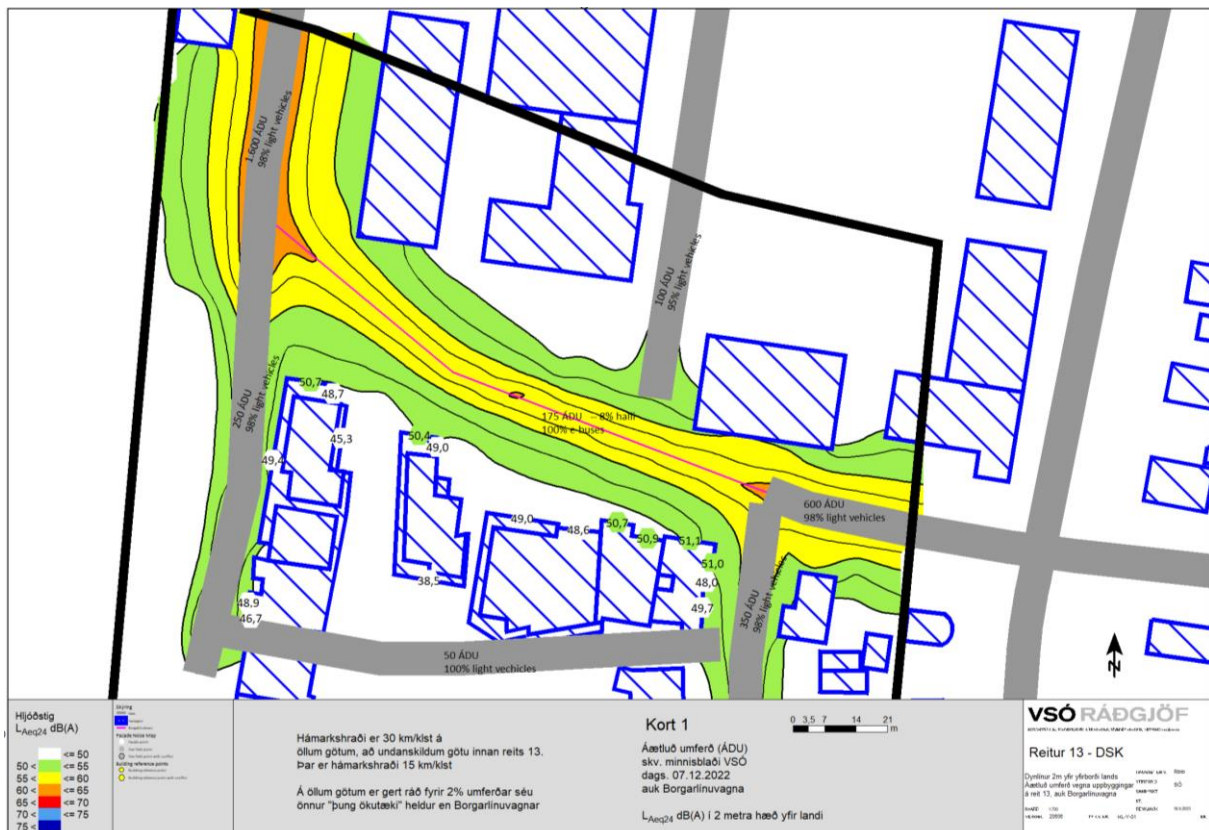 1.600 ÁDU
98% light vehicles
100 ÁDU
95% light vehicles
250 ÁDU
98% light vehicles
175 ÁDU – 8% halli
100% e-buses
50,7
48,7
45,3
49,4
50,4
49,0
38,5
49,0
48,6
50,7
50,9
51,1
51,0
48,0
49,7
48,9
46,7
600 ÁDU
98% light vehicles
350 ÁDU
98% light vehicles
50 ÁDU
100% light vechicles
Hljóðstig
LAeq24 dB(A)
<= 50
50 < <= 55
55 < <= 60
60 < <= 65
65 < <= 70
70 < <= 75
75 <
Hámarkshraði er 30 km/klst á
öllum götum, að undanskildum götu innan reits 13.
Þar er hámarkshraði 15 km/klst
Á öllum götum er gert ráð fyrir 2% umferðar séu
önnur "þung ökutæki" heldur en Borgarlínuvagnar
Kort 1
Áætluð umferð (ÁDU)
skv. minnisblaði VSÓ
dags. 07.12.2022
auk Borgarlínuvagna
LAeq24 dB(A) í 2 metra hæð yfir landi
0 3,5 7 14 21
m
N
VSÓ RÁÐGJÖF
Reitur 13 - DSK
Dynlínur 2m yfir yfirborði lands
Áætluð umferð vegna uppbyggingar
á reit 13, auk Borgarlínuvagna